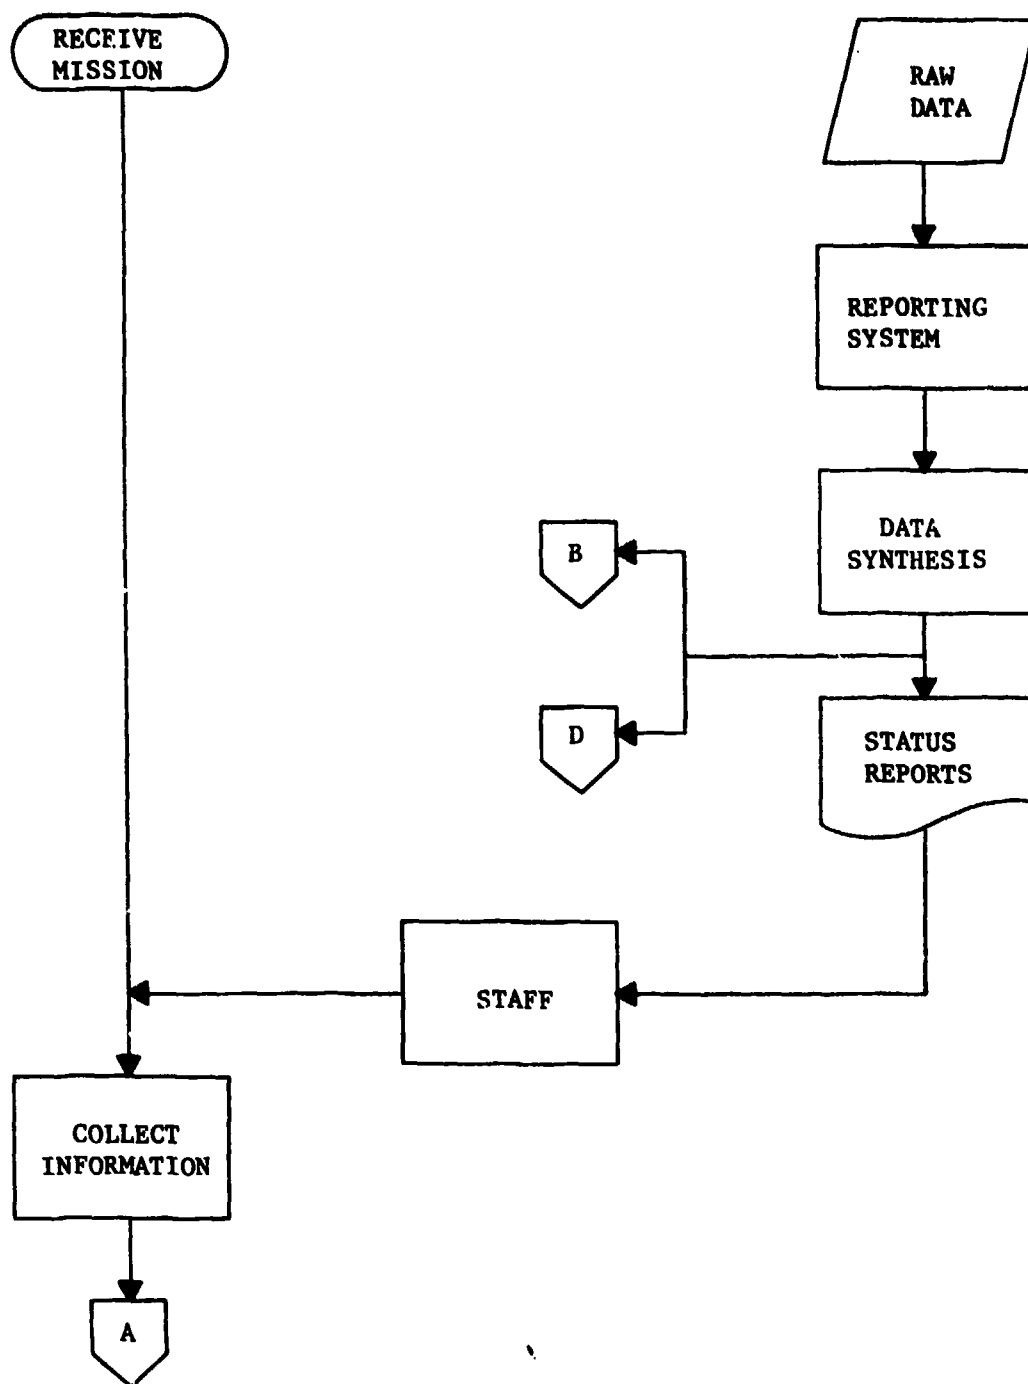 RECEIVE
MISSION
RAW
DATA
REPORTING
SYSTEM
DATA
SYNTHESIS
B
D
STATUS
REPORTS
STAFF
COLLECT
INFORMATION
A